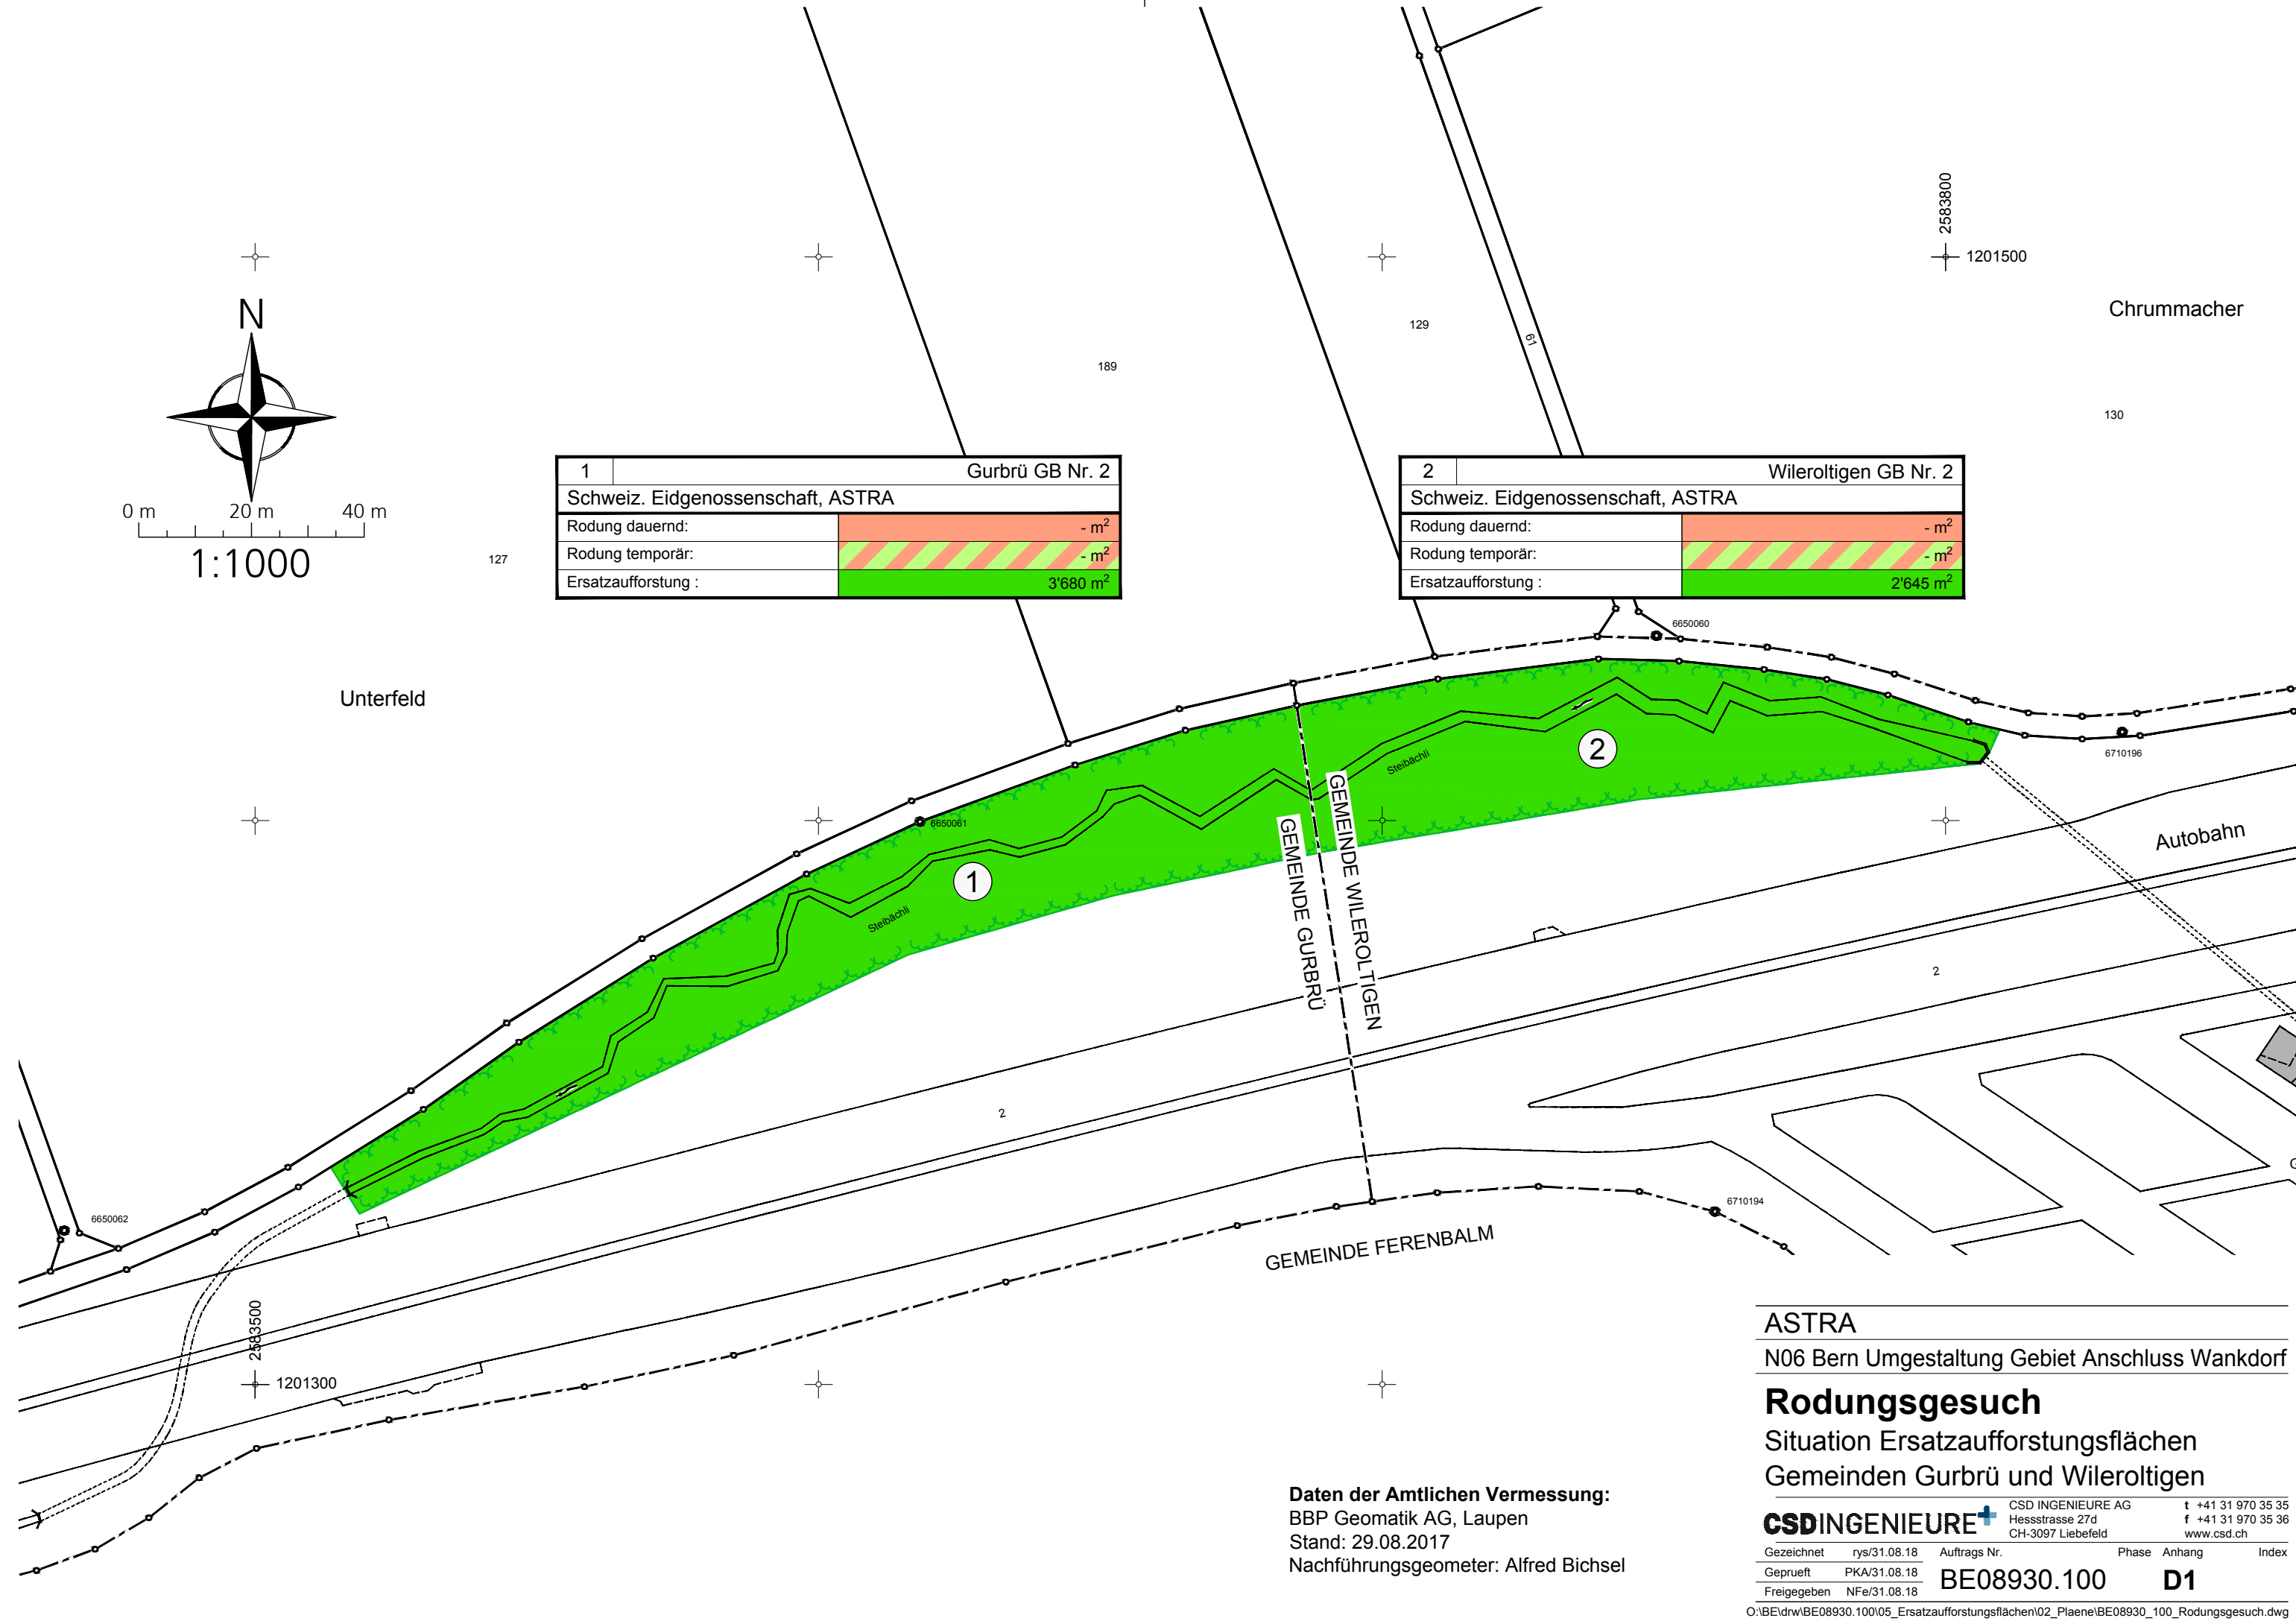 2583800
1201500
Chrummacher
N
129
61
189
130
0 m 20 m 40 m
1:1000
127
1 Gurbrü GB Nr. 2
Schweiz. Eidgenossenschaft, ASTRA
Rodung dauernd: - m²
Rodung temporär: - m²
Ersatzaufforstung : 3'680 m²
2 Wileroltigen GB Nr. 2
Schweiz. Eidgenossenschaft, ASTRA
Rodung dauernd: - m²
Rodung temporär: - m²
Ersatzaufforstung : 2'645 m²
6650060
Unterfeld
6710196
2
Steibächli
6650061
GEMEINDE WILEROLTIGEN
GEMEINDE GURBRÜ
Autobahn
1
Steibächli
2
2
6650062
6710194
GEMEINDE FERENBALM
2583500
1201300
ASTRA
N06 Bern Umgestaltung Gebiet Anschluss Wankdorf
Rodungsgesuch
Situation Ersatzaufforstungsflächen
Gemeinden Gurbrü und Wileroltigen
Daten der Amtlichen Vermessung:
BBP Geomatik AG, Laupen
Stand: 29.08.2017
Nachführungsgeometer: Alfred Bichsel
CSDINGENIEURE
CSD INGENIEURE AG t +41 31 970 35 35
Hessstrasse 27d f +41 31 970 35 36
CH-3097 Liebefeld www.csd.ch
Gezeichnet rys/31.08.18 Auftrags Nr. Phase Anhang Index
Geprueft PKA/31.08.18 BE08930.100 D1
Freigegeben NFe/31.08.18
O:\BE\drw\BE08930.100\05_Ersatzaufforstungsflächen\02_Plaene\BE08930_100_Rodungsgesuch.dwg